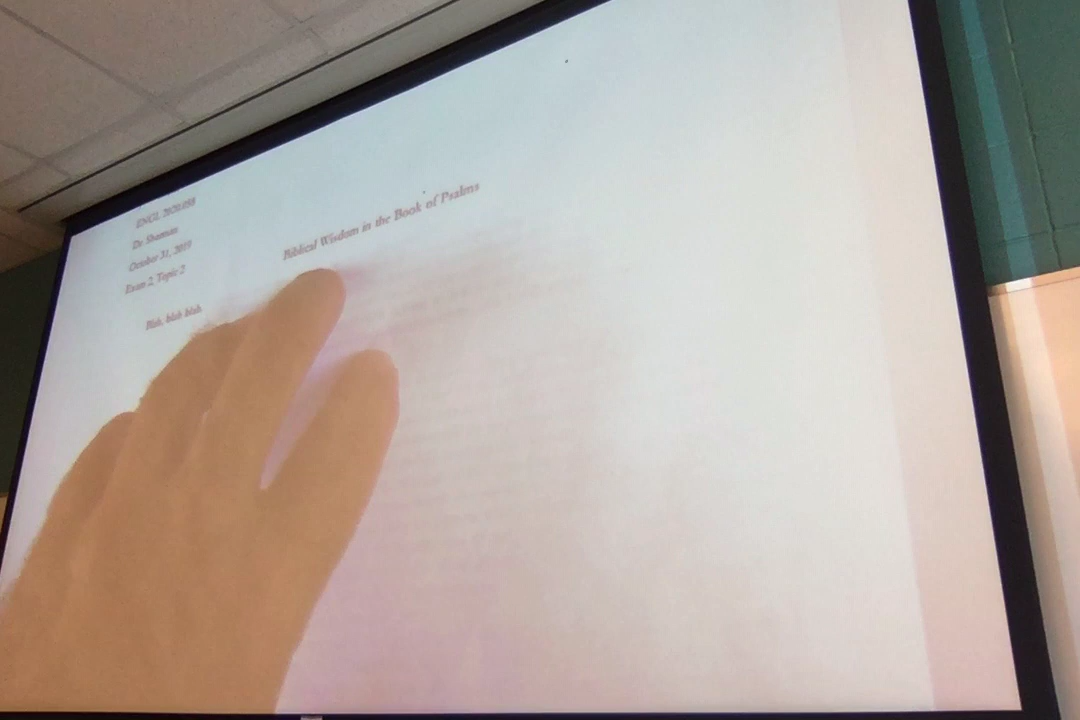 ENGL 2020.058
Dr. Sherman
October 31, 2019
Exam 2, Topic 2
Biblical Wisdom in the Book of Psalms
Blah, blah blah.